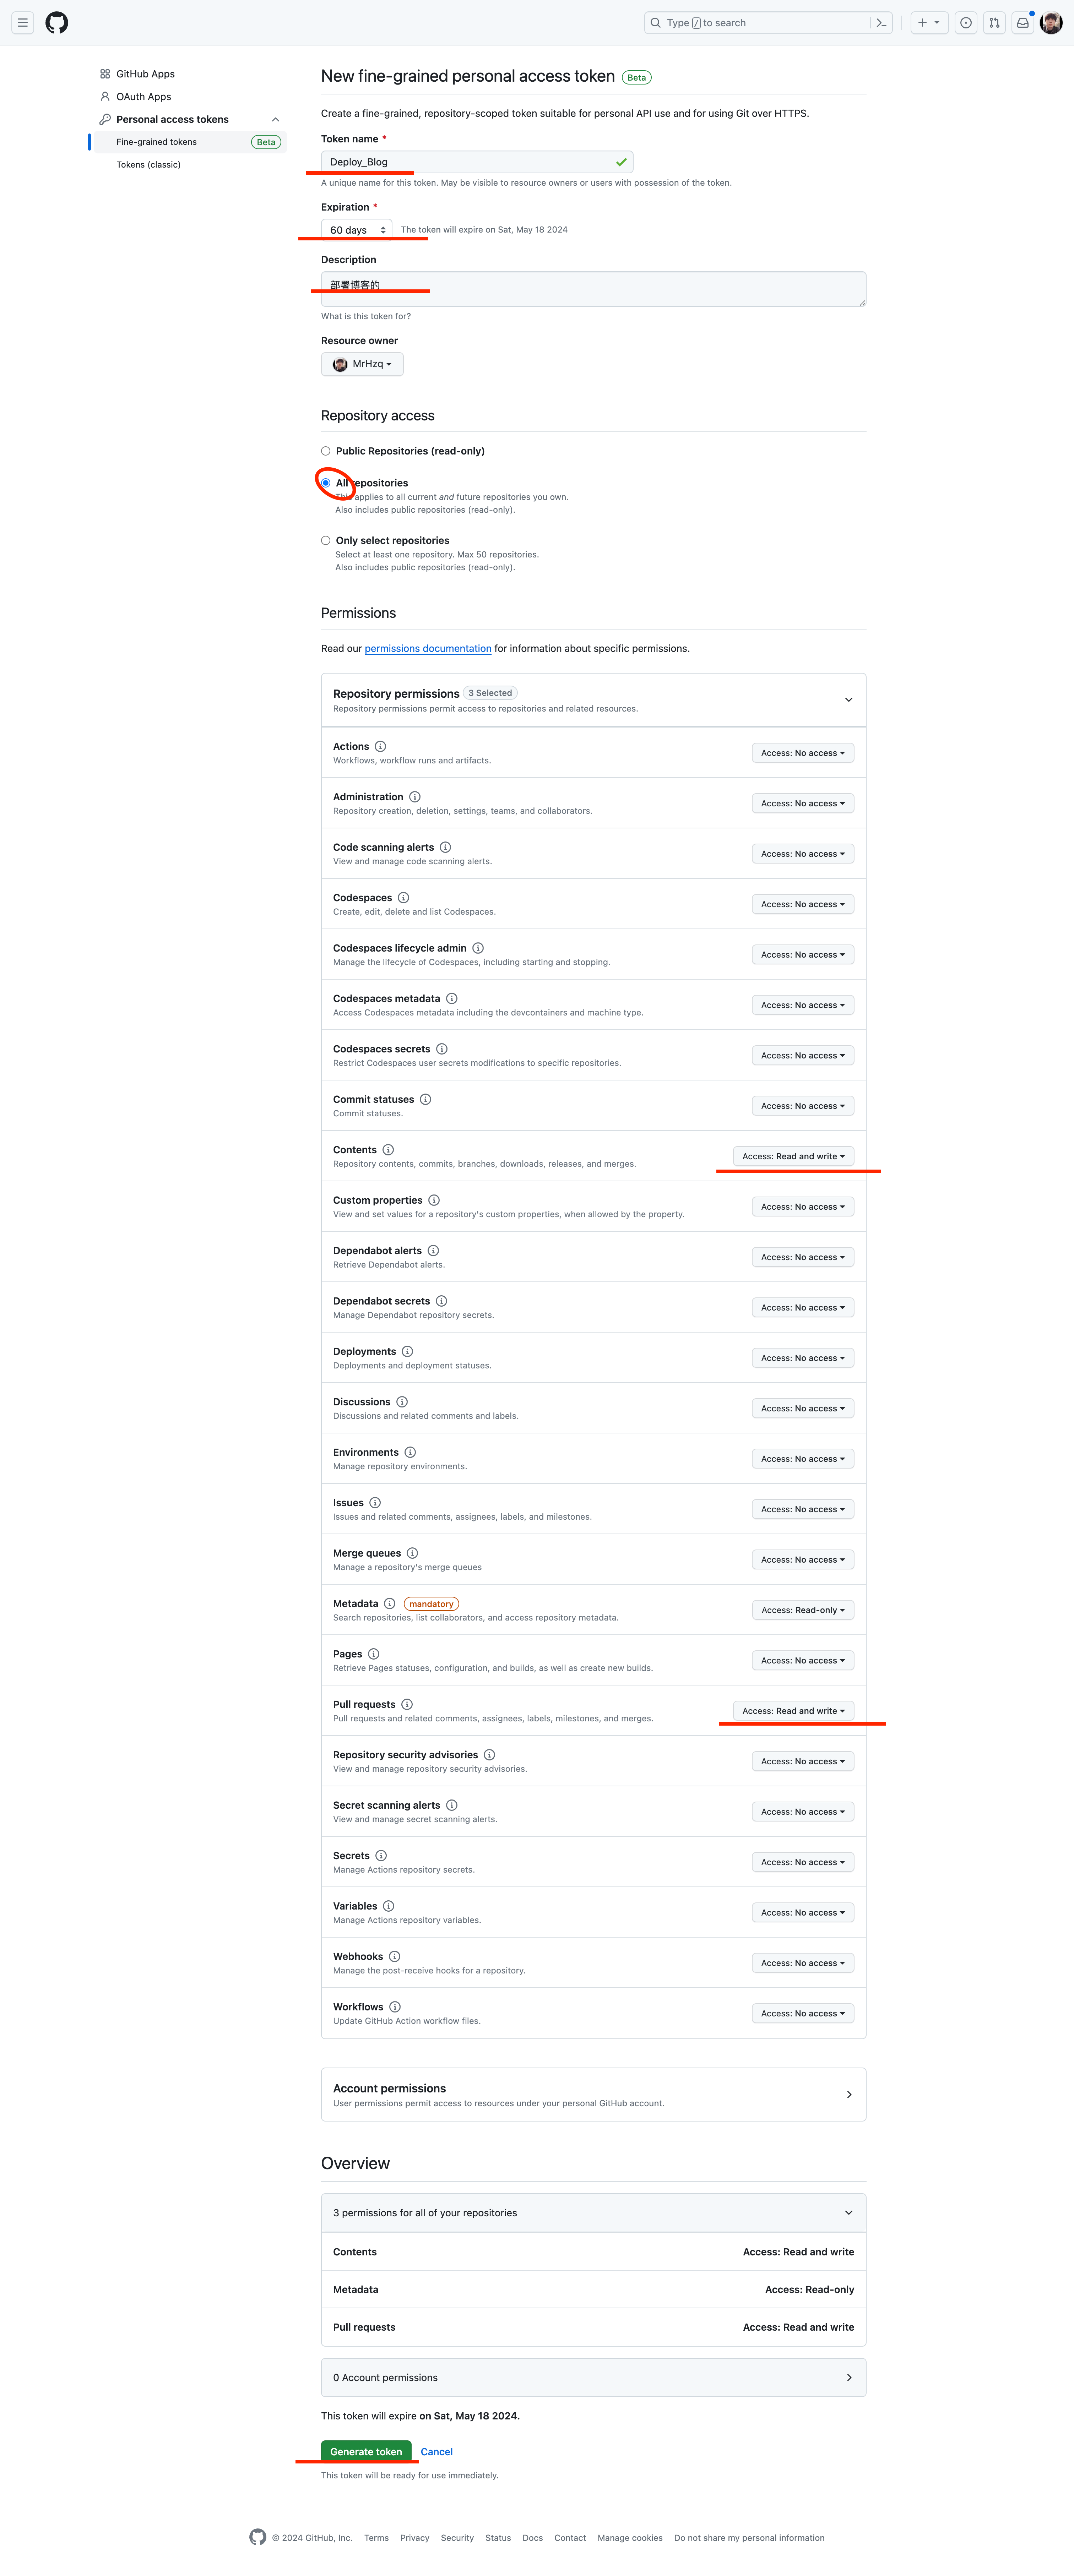 Type / to search
GitHub Apps
OAuth Apps
Personal access tokens
Fine-grained tokens Beta
Tokens (classic)
New fine-grained personal access token Beta
Create a fine-grained, repository-scoped token suitable for personal API use and for using Git over HTTPS.
Token name *
Deploy_Blog
A unique name for this token. May be visible to resource owners or users with possession of the token.
Expiration *
60 days The token will expire on Sat, May 18 2024
Description
部署博客的
What is this token for?
Resource owner
MrHzq
Repository access
Public Repositories (read-only)
All repositories
This applies to all current and future repositories you own.
Also includes public repositories (read-only).
Only select repositories
Select at least one repository. Max 50 repositories.
Also includes public repositories (read-only).
Permissions
Read our permissions documentation for information about specific permissions.
Repository permissions 3 Selected
Repository permissions permit access to repositories and related resources.
Actions
Workflows, workflow runs and artifacts.
Access: No access
Administration
Repository creation, deletion, settings, teams, and collaborators.
Access: No access
Code scanning alerts
View and manage code scanning alerts.
Access: No access
Codespaces
Create, edit, delete and list Codespaces.
Access: No access
Codespaces lifecycle admin
Manage the lifecycle of Codespaces, including starting and stopping.
Access: No access
Codespaces metadata
Access Codespaces metadata including the devcontainers and machine type.
Access: No access
Codespaces secrets
Restrict Codespaces user secrets modifications to specific repositories.
Access: No access
Commit statuses
Commit statuses.
Access: No access
Contents
Repository contents, commits, branches, downloads, releases, and merges.
Access: Read and write
Custom properties
View and set values for a repository's custom properties, when allowed by the property.
Access: No access
Dependabot alerts
Retrieve Dependabot alerts.
Access: No access
Dependabot secrets
Manage Dependabot repository secrets.
Access: No access
Deployments
Deployments and deployment statuses.
Access: No access
Discussions
Discussions and related comments and labels.
Access: No access
Environments
Manage repository environments.
Access: No access
Issues
Issues and related comments, assignees, labels, and milestones.
Access: No access
Merge queues
Manage a repository's merge queues
Access: No access
Metadata mandatory
Search repositories, list collaborators, and access repository metadata.
Access: Read-only
Pages
Retrieve Pages statuses, configuration, and builds, as well as create new builds.
Access: No access
Pull requests
Pull requests and related comments, assignees, labels, milestones, and merges.
Access: Read and write
Repository security advisories
View and manage repository security advisories.
Access: No access
Secret scanning alerts
View and manage secret scanning alerts.
Access: No access
Secrets
Manage Actions repository secrets.
Access: No access
Variables
Manage Actions repository variables.
Access: No access
Webhooks
Manage the post-receive hooks for a repository.
Access: No access
Workflows
Update GitHub Action workflow files.
Access: No access
Account permissions
User permissions permit access to resources under your personal GitHub account.
Overview
3 permissions for all of your repositories
Contents Access: Read and write
Metadata Access: Read-only
Pull requests Access: Read and write
0 Account permissions
This token will expire on Sat, May 18 2024.
Generate token Cancel
This token will be ready for use immediately.
© 2024 GitHub, Inc. Terms Privacy Security Status Docs Contact Manage cookies Do not share my personal information